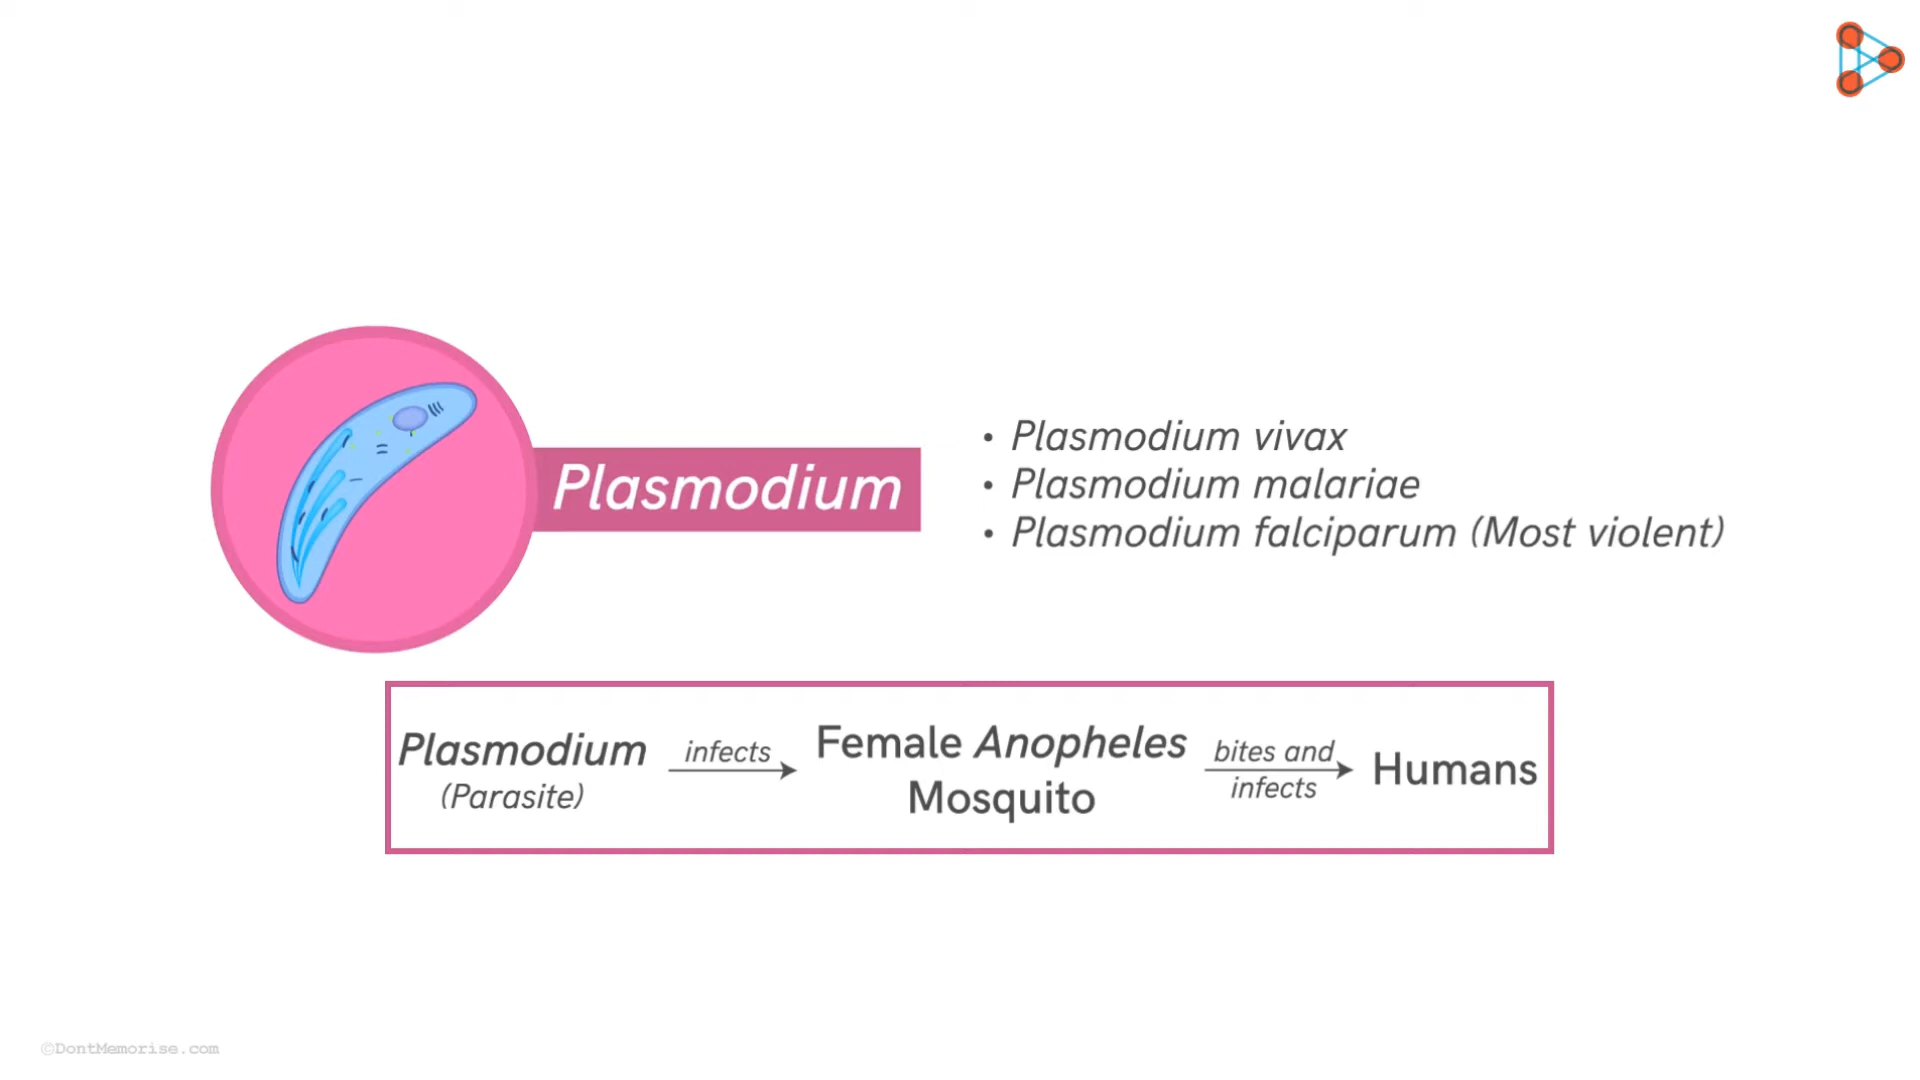 Plasmodium
• Plasmodium vivax
• Plasmodium malariae
• Plasmodium falciparum (Most violent)
Plasmodium
(Parasite)
infects
Female Anopheles
Mosquito
bites and
infects
Humans
©DontMemorise.com